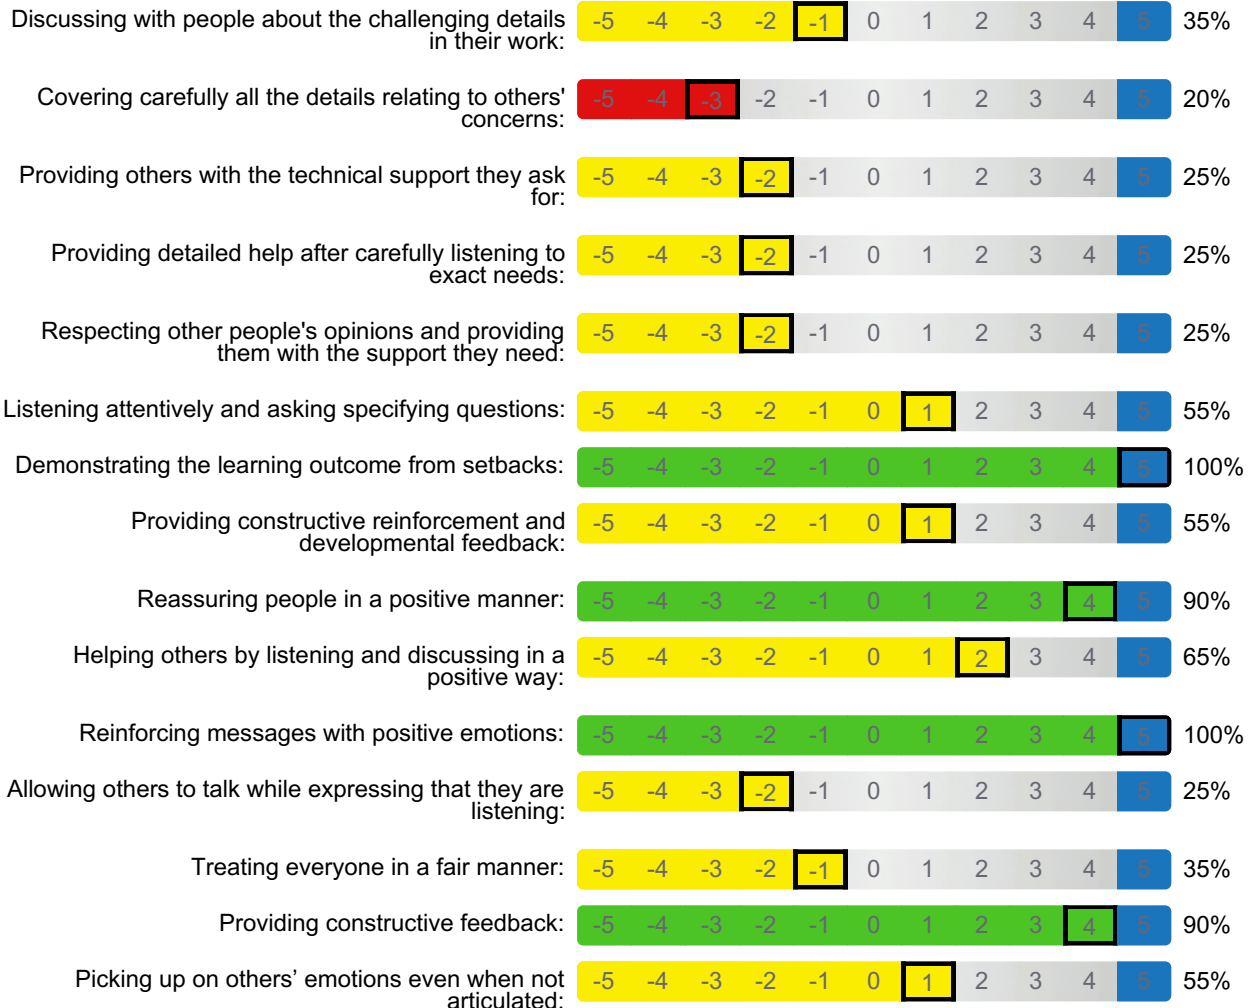 Discussing with people about the challenging details
in their work:
-5 -4 -3 -2 -1 0 1 2 3 4 5 35%
Covering carefully all the details relating to others'
concerns:
-5 -4 -3 -2 -1 0 1 2 3 4 5 20%
Providing others with the technical support they ask
for:
-5 -4 -3 -2 -1 0 1 2 3 4 5 25%
Providing detailed help after carefully listening to
exact needs:
-5 -4 -3 -2 -1 0 1 2 3 4 5 25%
Respecting other people's opinions and providing
them with the support they need:
-5 -4 -3 -2 -1 0 1 2 3 4 5 25%
Listening attentively and asking specifying questions:
-5 -4 -3 -2 -1 0 1 2 3 4 5 55%
Demonstrating the learning outcome from setbacks:
-5 -4 -3 -2 -1 0 1 2 3 4 5 100%
Providing constructive reinforcement and
developmental feedback:
-5 -4 -3 -2 -1 0 1 2 3 4 5 55%
Reassuring people in a positive manner:
-5 -4 -3 -2 -1 0 1 2 3 4 5 90%
Helping others by listening and discussing in a
positive way:
-5 -4 -3 -2 -1 0 1 2 3 4 5 65%
Reinforcing messages with positive emotions:
-5 -4 -3 -2 -1 0 1 2 3 4 5 100%
Allowing others to talk while expressing that they are
listening:
-5 -4 -3 -2 -1 0 1 2 3 4 5 25%
Treating everyone in a fair manner:
-5 -4 -3 -2 -1 0 1 2 3 4 5 35%
Providing constructive feedback:
-5 -4 -3 -2 -1 0 1 2 3 4 5 90%
Picking up on others’ emotions even when not
articulated:
-5 -4 -3 -2 -1 0 1 2 3 4 5 55%